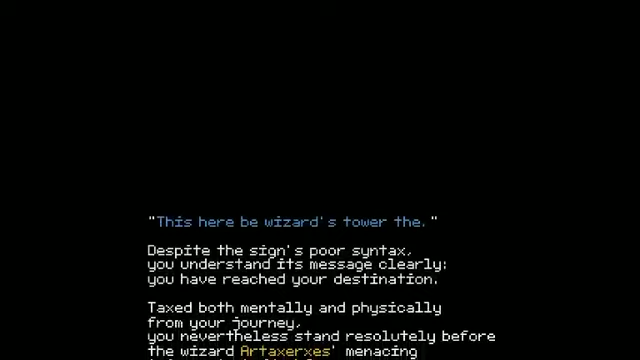 "This here be wizard's tower the."
Despite the sign's poor syntax,
you understand its message clearly:
you have reached your destination.
Taxed both mentally and physically
from your journey,
you nevertheless stand resolutely before
the wizard Artaxerxes' menacing